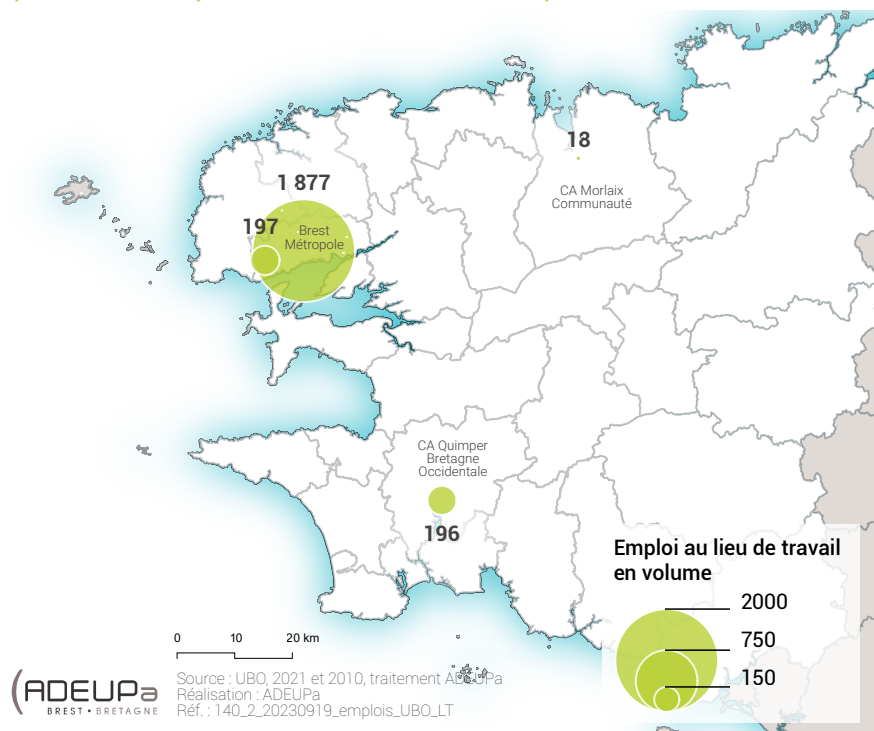 18
CA Morlaix
Communauté
1 877
197
Brest
Métropole
CA Quimper
Bretagne
Occidentale
196
Emploi au lieu de travail
en volume
2000
750
150
0 10 20 km
Source : UBO, 2021 et 2010, traitement ADEUPa
Réalisation : ADEUPa
Réf. : 140_2_20230919_emplois_UBO_LT
ADEUPa
BREST • BRETAGNE